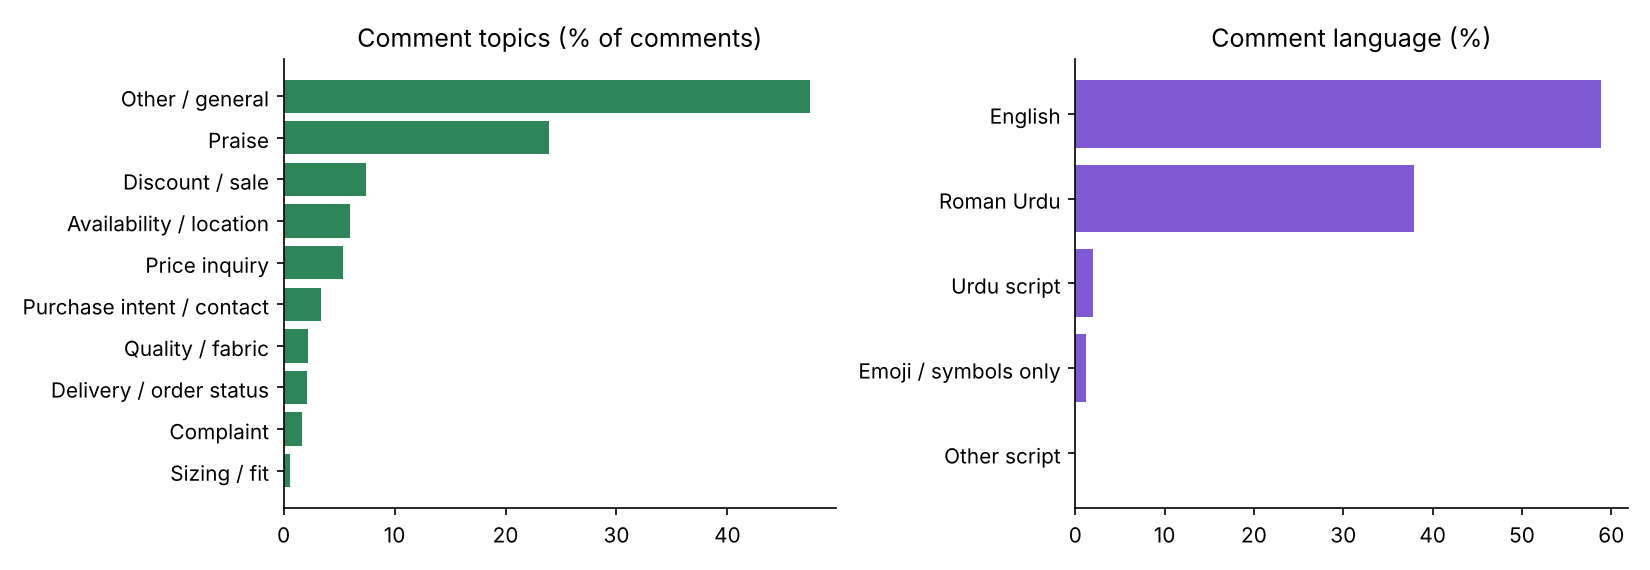 Comment topics (% of comments)
Other / general
Praise
Discount / sale
Availability / location
Price inquiry
Purchase intent / contact
Quality / fabric
Delivery / order status
Complaint
Sizing / fit
0 10 20 30 40
Comment language (%)
English
Roman Urdu
Urdu script
Emoji / symbols only
Other script
0 10 20 30 40 50 60